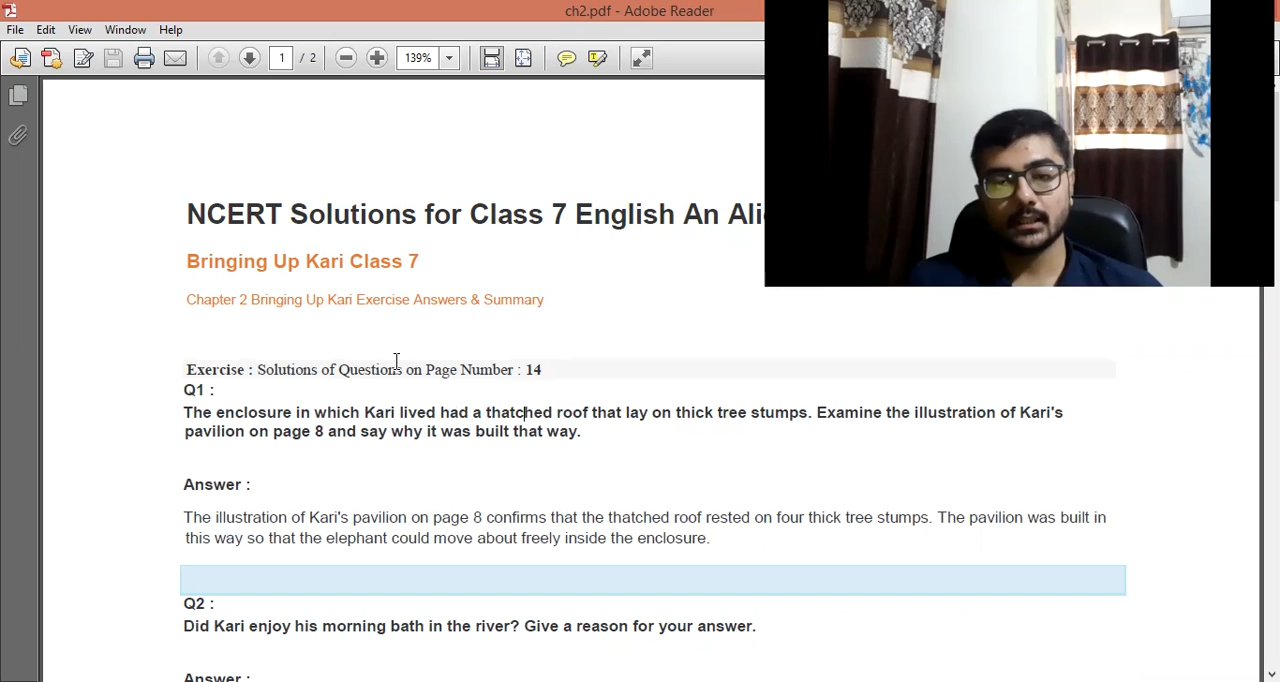 ch2.pdf - Adobe Reader
File Edit View Window Help
1 / 2 139%
NCERT Solutions for Class 7 English An Ali
Bringing Up Kari Class 7
Chapter 2 Bringing Up Kari Exercise Answers & Summary
Exercise : Solutions of Questions on Page Number : 14
Q1 :
The enclosure in which Kari lived had a thatched roof that lay on thick tree stumps. Examine the illustration of Kari's
pavilion on page 8 and say why it was built that way.
Answer :
The illustration of Kari's pavilion on page 8 confirms that the thatched roof rested on four thick tree stumps. The pavilion was built in
this way so that the elephant could move about freely inside the enclosure.
Q2 :
Did Kari enjoy his morning bath in the river? Give a reason for your answer.
Answer :